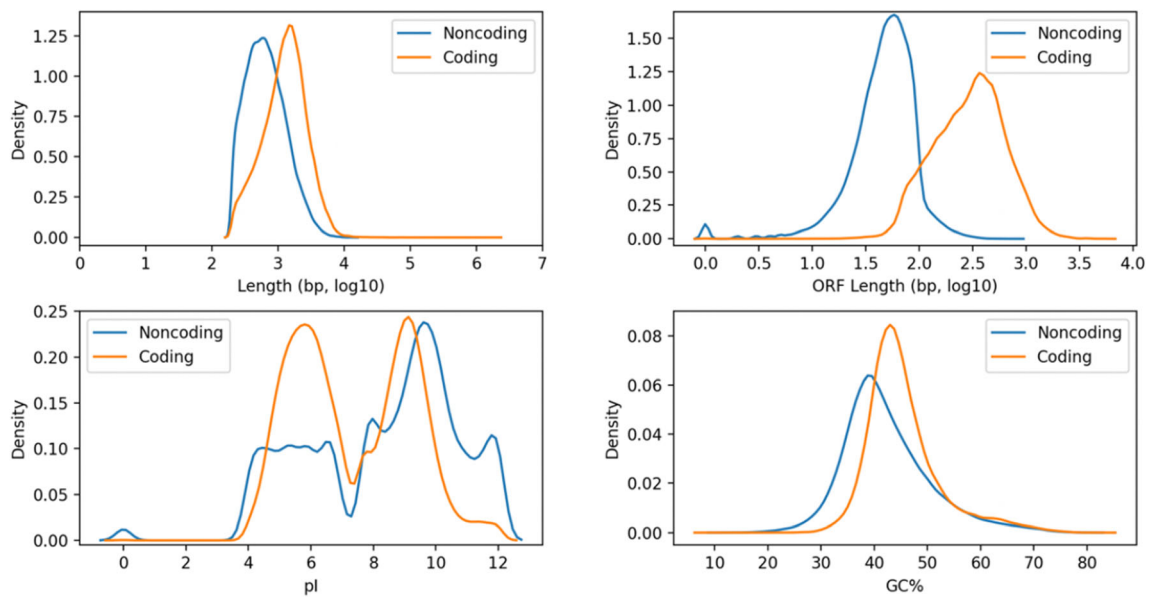 Density
1.25
1.00
0.75
0.50
0.25
0.00
Noncoding
Coding
0 1 2 3 4 5 6 7
Length (bp, log10)
Density
1.50
1.25
1.00
0.75
0.50
0.25
0.00
Noncoding
Coding
0.0 0.5 1.0 1.5 2.0 2.5 3.0 3.5 4.0
ORF Length (bp, log10)
Density
0.25
0.20
0.15
0.10
0.05
0.00
Noncoding
Coding
0 2 4 6 8 10 12
pI
Density
0.08
0.06
0.04
0.02
0.00
Noncoding
Coding
10 20 30 40 50 60 70 80
GC%